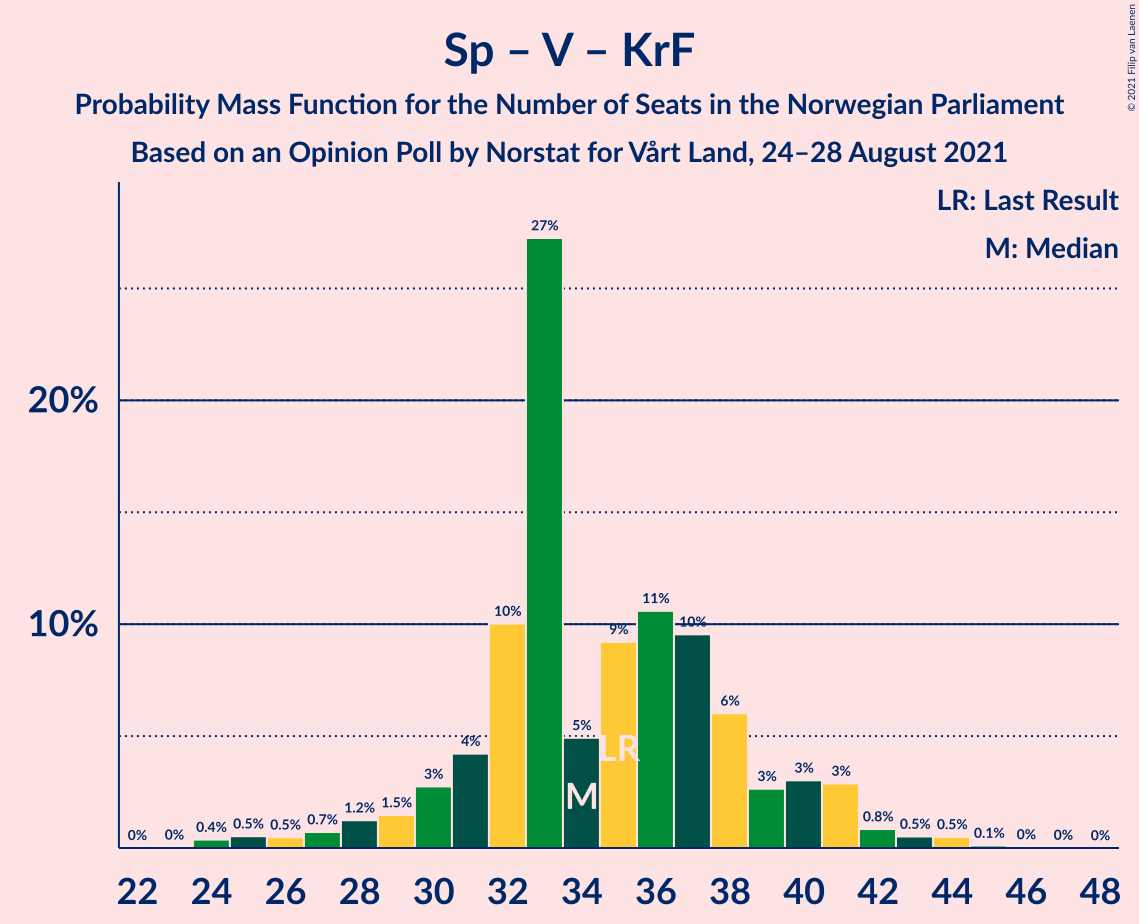 Sp – V – KrF
Probability Mass Function for the Number of Seats in the Norwegian Parliament
Based on an Opinion Poll by Norstat for Vårt Land, 24–28 August 2021
© 2021 Filip van Laenen
LR: Last Result
M: Median
20%
10%
0% 0% 0.4% 0.5% 0.5% 0.7% 1.2% 1.5% 3% 4% 10% 27% 5% 9% 11% 10% 6% 3% 3% 3% 0.8% 0.5% 0.5% 0.1% 0% 0% 0%
LR
M
22 24 26 28 30 32 34 36 38 40 42 44 46 48